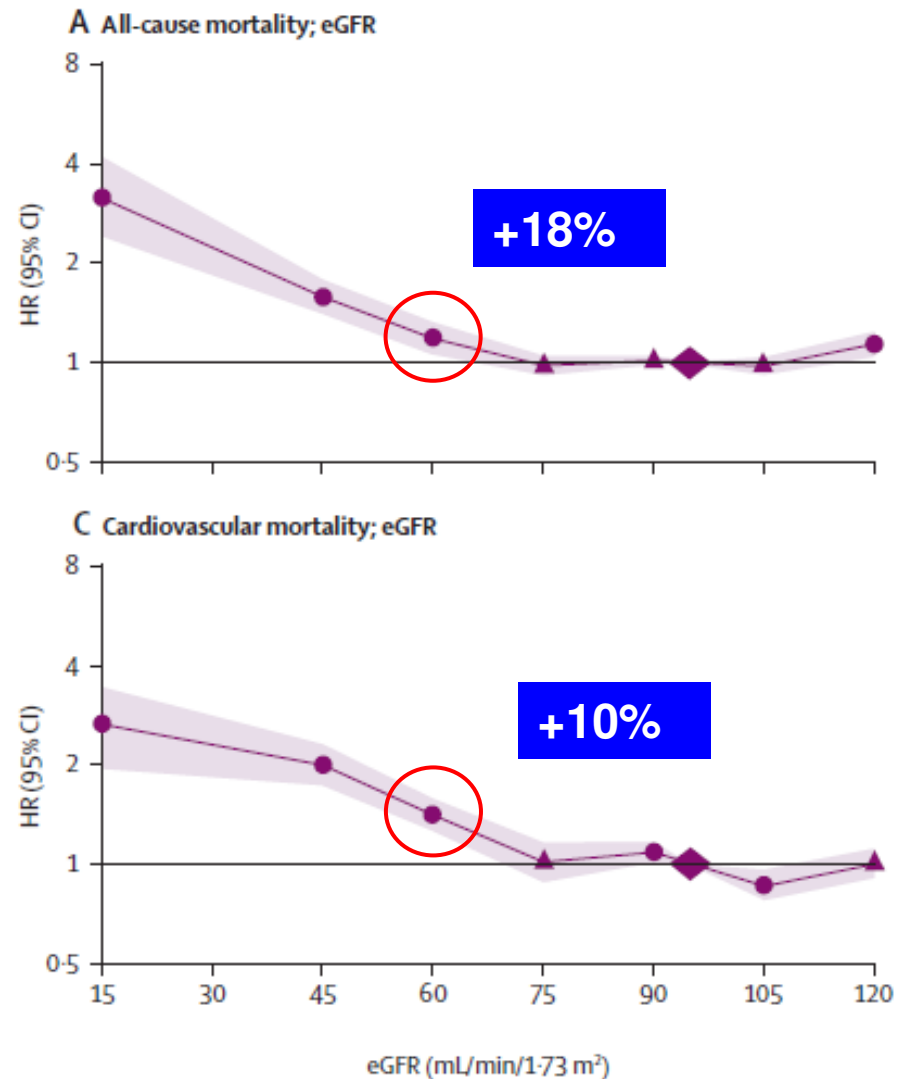 A All-cause mortality; eGFR
8
4
2
1
0·5
HR (95% CI)
+18%
C Cardiovascular mortality; eGFR
8
4
2
1
0·5
HR (95% CI)
+10%
15 30 45 60 75 90 105 120
eGFR (mL/min/1·73 m²)